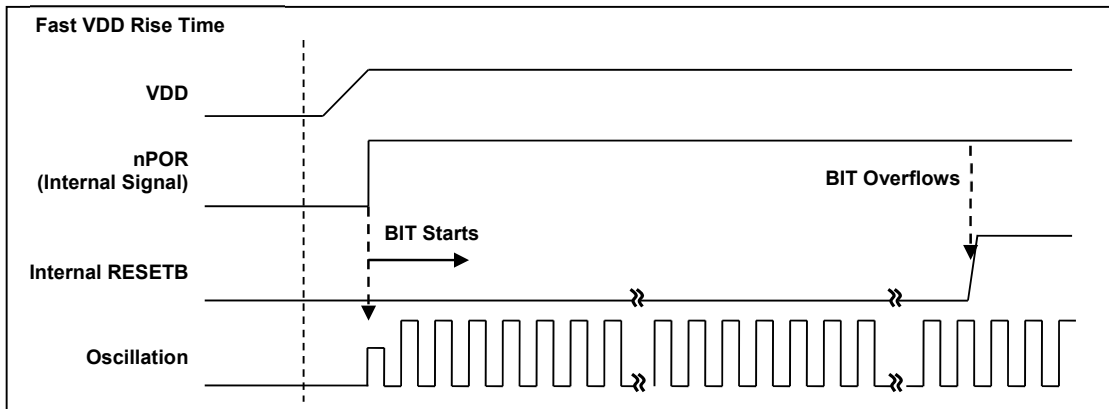 Fast VDD Rise Time
VDD
nPOR
(Internal Signal)
BIT Overflows
BIT Starts
Internal RESETB
Oscillation